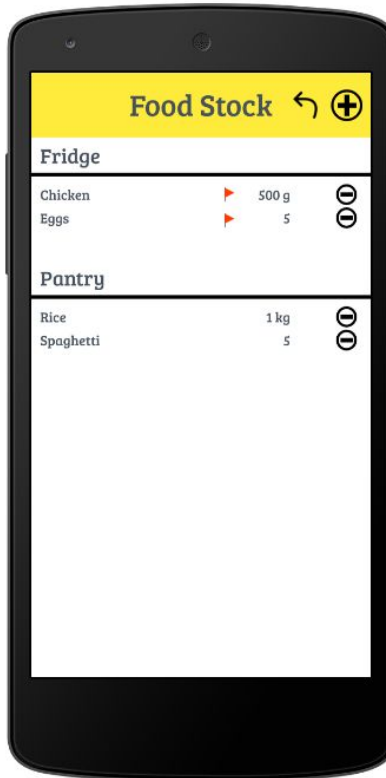 Food Stock
Fridge
Chicken 500 g
Eggs 5
Pantry
Rice 1 kg
Spaghetti 5